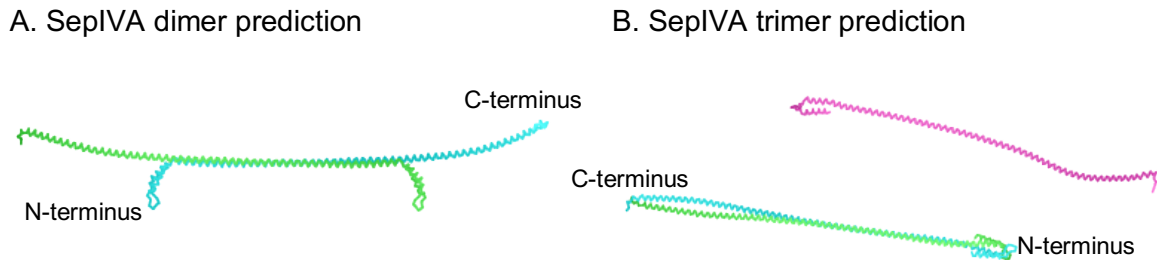 A. SepIVA dimer prediction
B. SepIVA trimer prediction
C-terminus
N-terminus
C-terminus
N-terminus